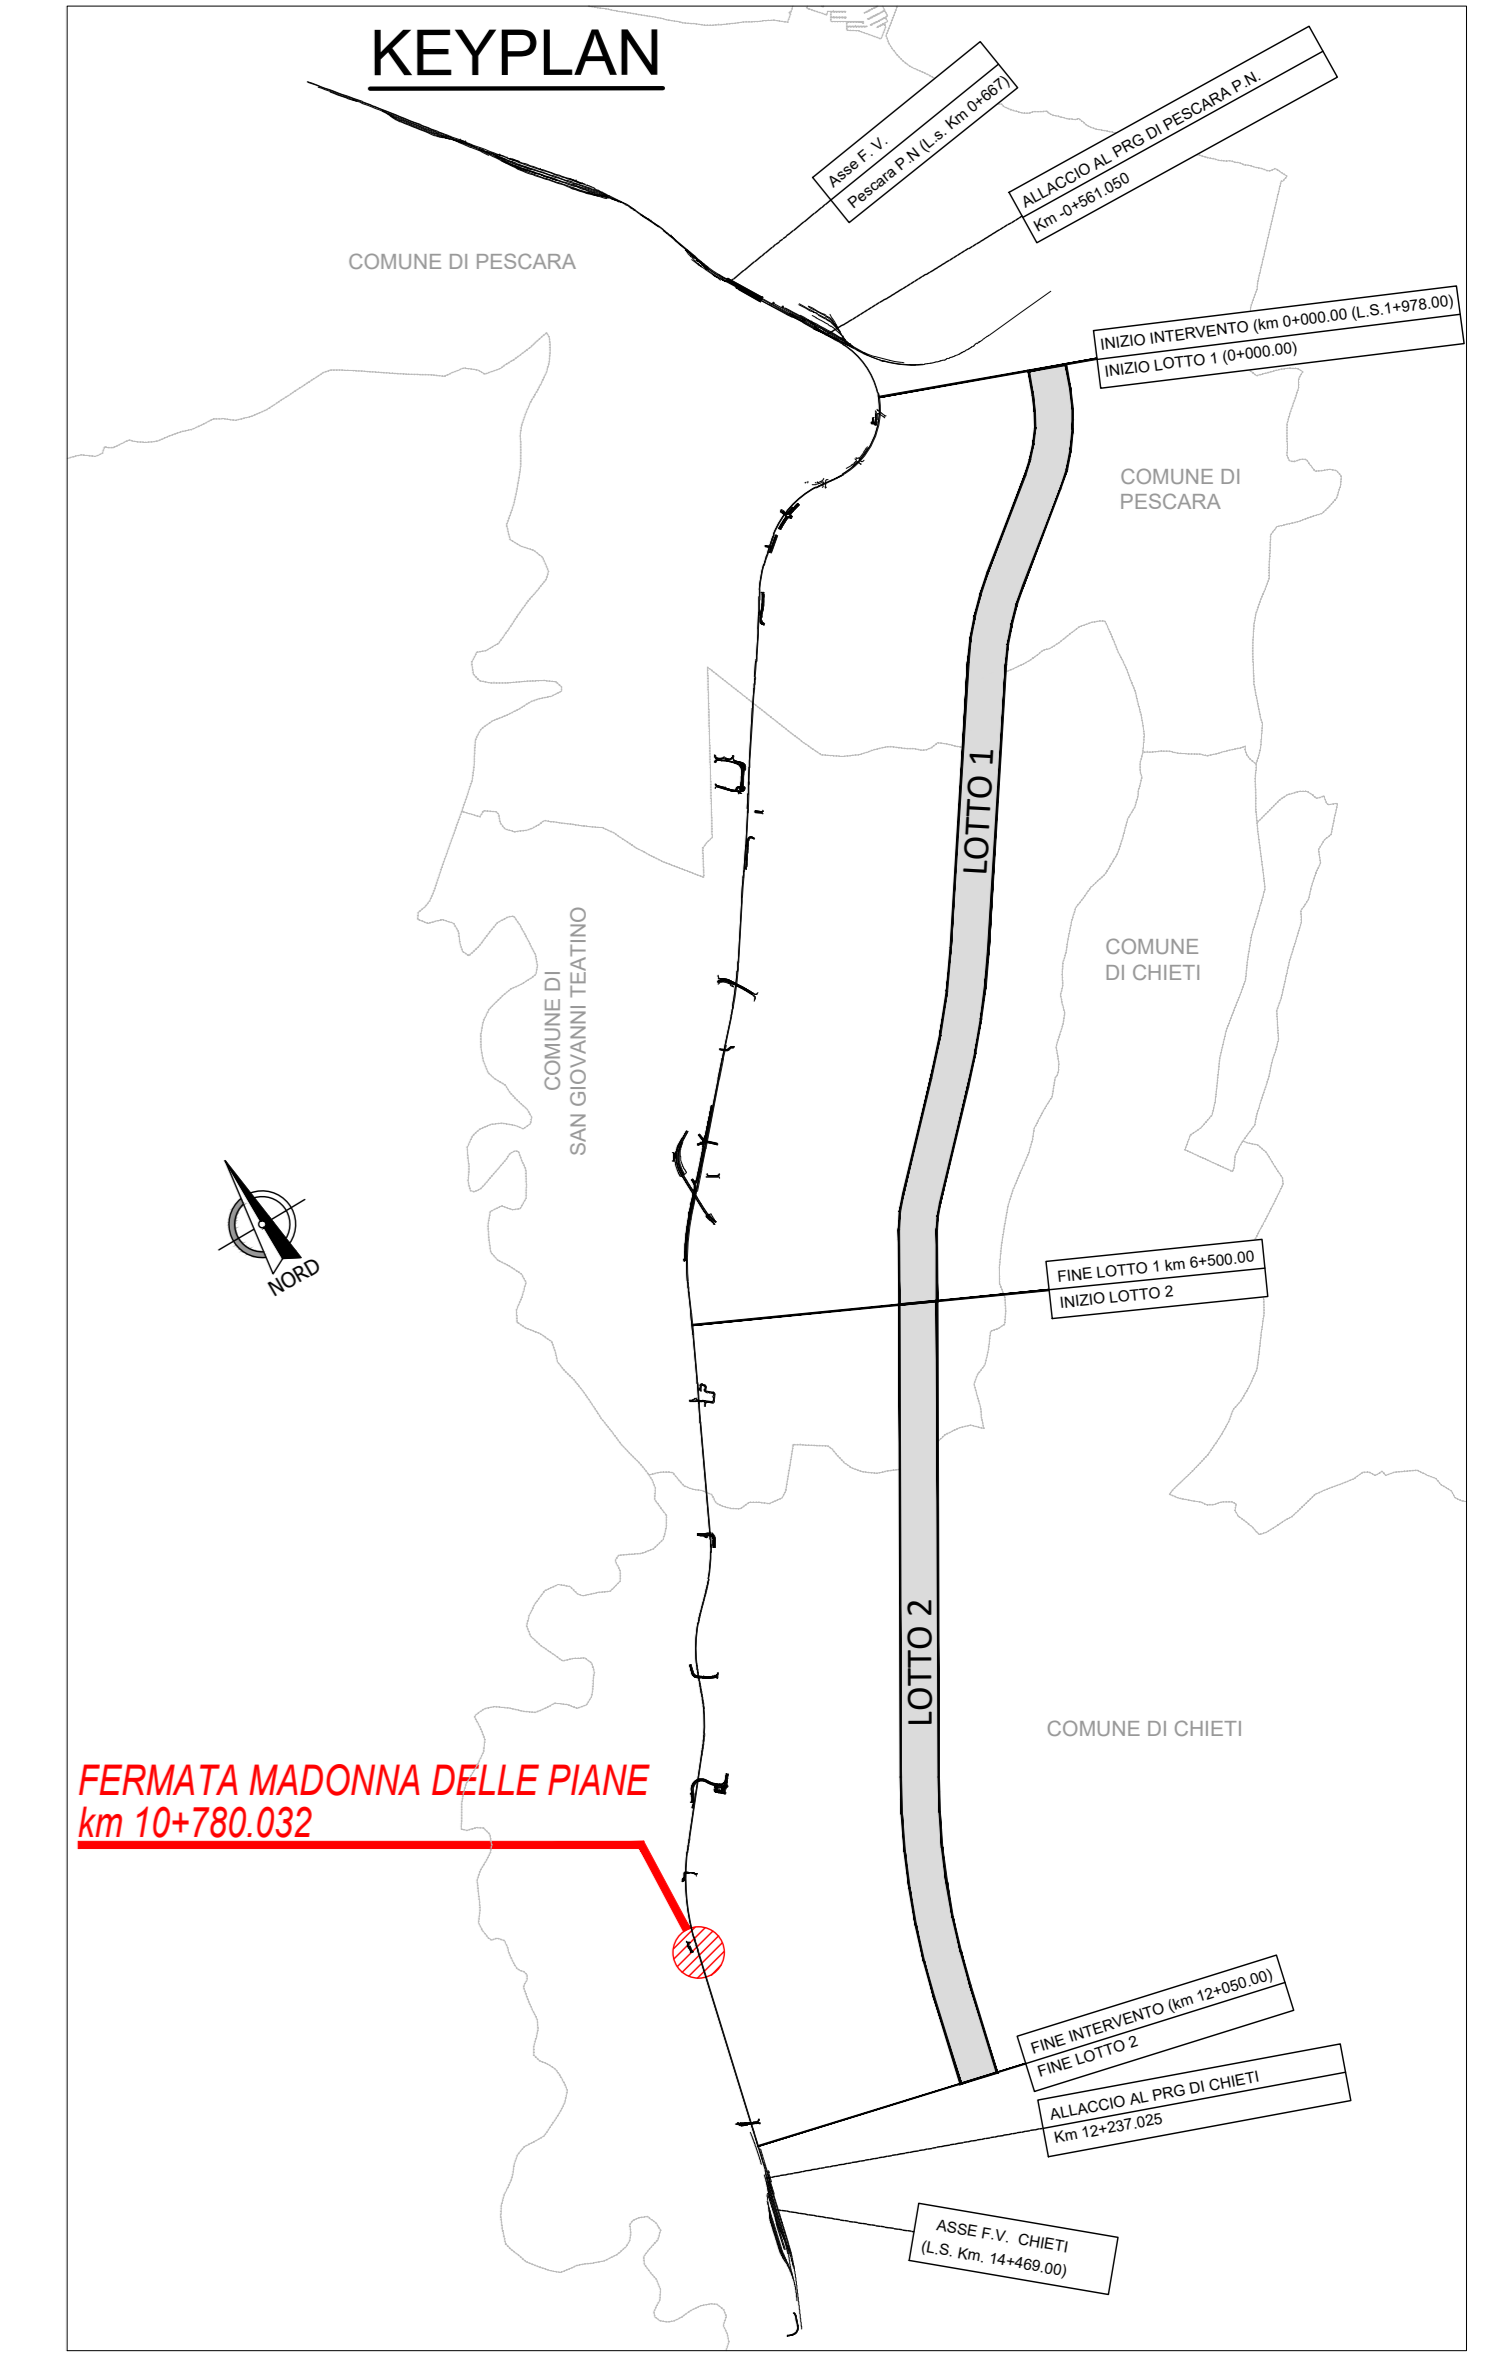 KEYPLAN
Asse F. V.
Pescara P.N (L.s. Km 0+667)
ALLACCIO AL PRG DI PESCARA P.N.
Km -0+561.050
COMUNE DI PESCARA
INIZIO INTERVENTO (km 0+000.00 (L.S.1+978.00)
INIZIO LOTTO 1 (0+000.00)
COMUNE DI
PESCARA
LOTTO 1
COMUNE DI
SAN GIOVANNI TEATINO
COMUNE
DI CHIETI
NORD
FINE LOTTO 1 km 6+500.00
INIZIO LOTTO 2
LOTTO 2
COMUNE DI CHIETI
FERMATA MADONNA DELLE PIANE
km 10+780.032
FINE INTERVENTO (km 12+050.00)
FINE LOTTO 2
ALLACCIO AL PRG DI CHIETI
Km 12+237.025
ASSE F.V. CHIETI
(L.S. Km. 14+469.00)